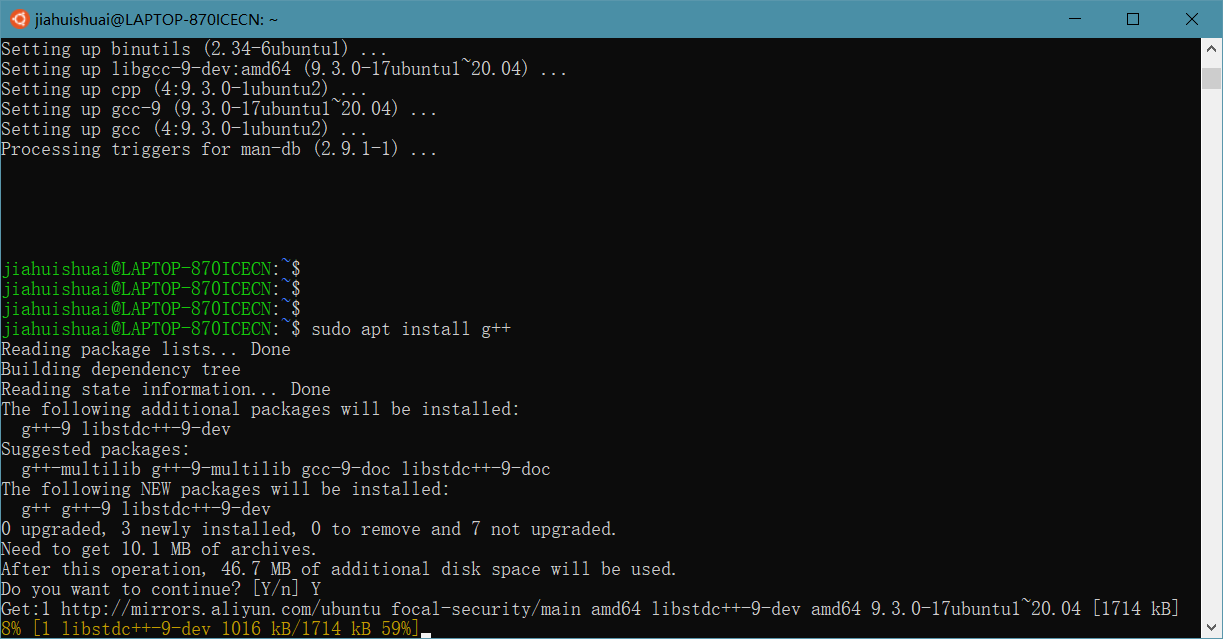 jiahuishuai@LAPTOP-870ICECN: ~
Setting up binutils (2.34-6ubuntu1) ...
Setting up libgcc-9-dev:amd64 (9.3.0-17ubuntu1~20.04) ...
Setting up cpp (4:9.3.0-1ubuntu2) ...
Setting up gcc-9 (9.3.0-17ubuntu1~20.04) ...
Setting up gcc (4:9.3.0-1ubuntu2) ...
Processing triggers for man-db (2.9.1-1) ...
jiahuishuai@LAPTOP-870ICECN:~$
jiahuishuai@LAPTOP-870ICECN:~$
jiahuishuai@LAPTOP-870ICECN:~$
jiahuishuai@LAPTOP-870ICECN:~$ sudo apt install g++
Reading package lists... Done
Building dependency tree
Reading state information... Done
The following additional packages will be installed:
  g++-9 libstdc++-9-dev
Suggested packages:
  g++-multilib g++-9-multilib gcc-9-doc libstdc++-9-doc
The following NEW packages will be installed:
  g++ g++-9 libstdc++-9-dev
0 upgraded, 3 newly installed, 0 to remove and 7 not upgraded.
Need to get 10.1 MB of archives.
After this operation, 46.7 MB of additional disk space will be used.
Do you want to continue? [Y/n] Y
Get:1 http://mirrors.aliyun.com/ubuntu focal-security/main amd64 libstdc++-9-dev amd64 9.3.0-17ubuntu1~20.04 [1714 kB]
8% [1 libstdc++-9-dev 1016 kB/1714 kB 59%]